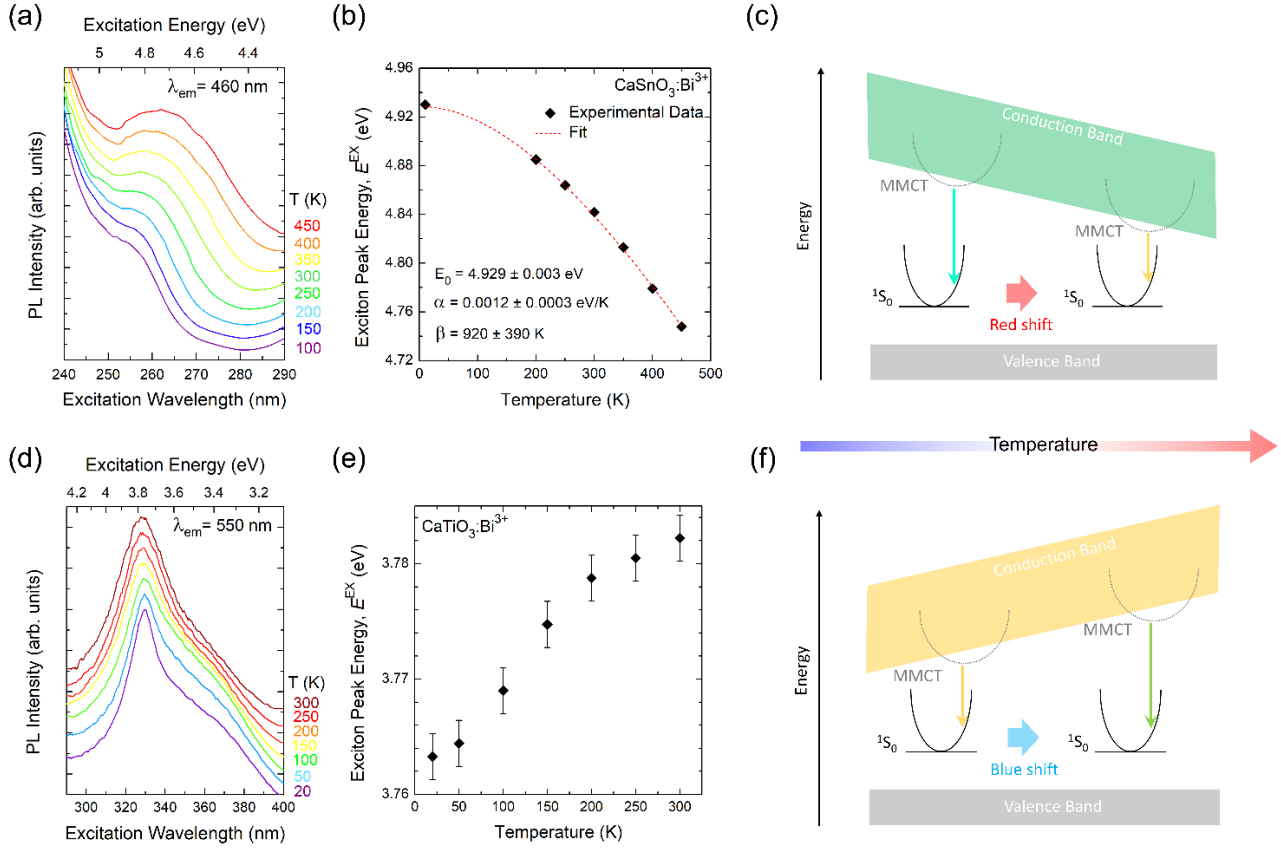 (a)
Excitation Energy (eV)
5 4.8 4.6 4.4
λem= 460 nm
PL Intensity (arb. units)
T (K)
450
400
350
300
250
200
150
100
240 250 260 270 280 290
Excitation Wavelength (nm)
(b)
4.96
4.92
4.88
4.84
4.80
4.76
4.72
Exciton Peak Energy, E^EX (eV)
CaSnO3:Bi3+
Experimental Data
Fit
E0 = 4.929 ± 0.003 eV
α = 0.0012 ± 0.0003 eV/K
β = 920 ± 390 K
0 100 200 300 400 500
Temperature (K)
(c)
Energy
Conduction Band
MMCT
MMCT
1S0
1S0
Red shift
Valence Band
Temperature
(d)
Excitation Energy (eV)
4.2 4 3.8 3.6 3.4 3.2
λem= 550 nm
PL Intensity (arb. units)
T (K)
300
250
200
150
100
50
20
300 320 340 360 380 400
Excitation Wavelength (nm)
(e)
CaTiO3:Bi3+
3.78
3.77
3.76
Exciton Peak Energy, E^EX (eV)
0 50 100 150 200 250 300
Temperature (K)
(f)
Energy
Conduction Band
MMCT
MMCT
1S0
1S0
Blue shift
Valence Band